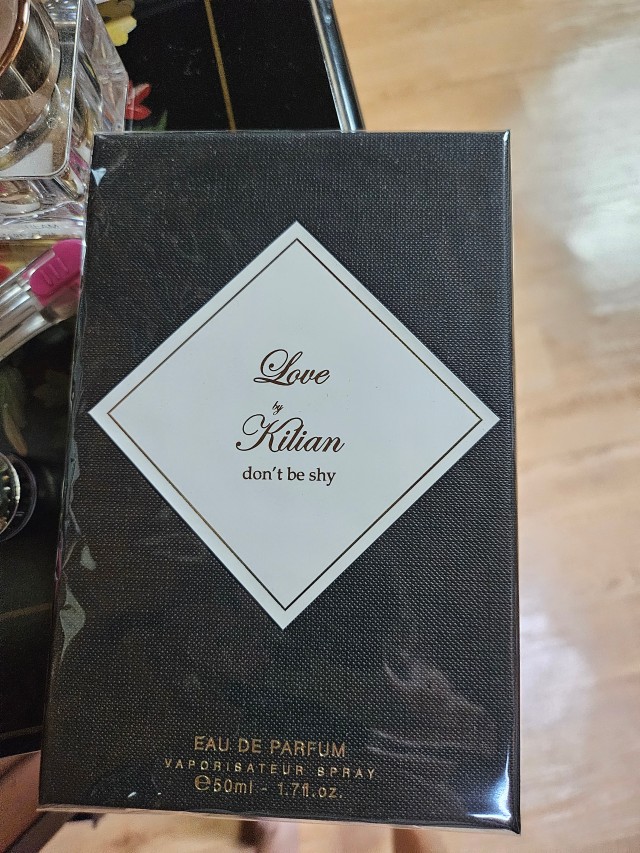 Love
by
Kilian
don't be shy
EAU DE PARFUM
VAPORISATEUR SPRAY
℮50ml - 1.7fl.oz.